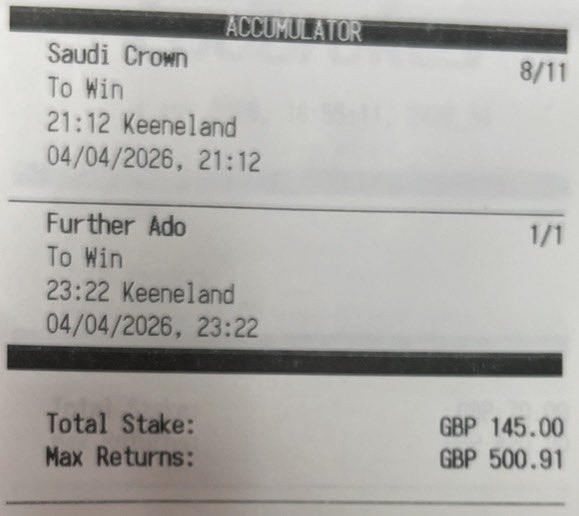 ACCUMULATOR
Saudi Crown 8/11
To Win
21:12 Keeneland
04/04/2026, 21:12
Further Ado 1/1
To Win
23:22 Keeneland
04/04/2026, 23:22
Total Stake: GBP 145.00
Max Returns: GBP 500.91